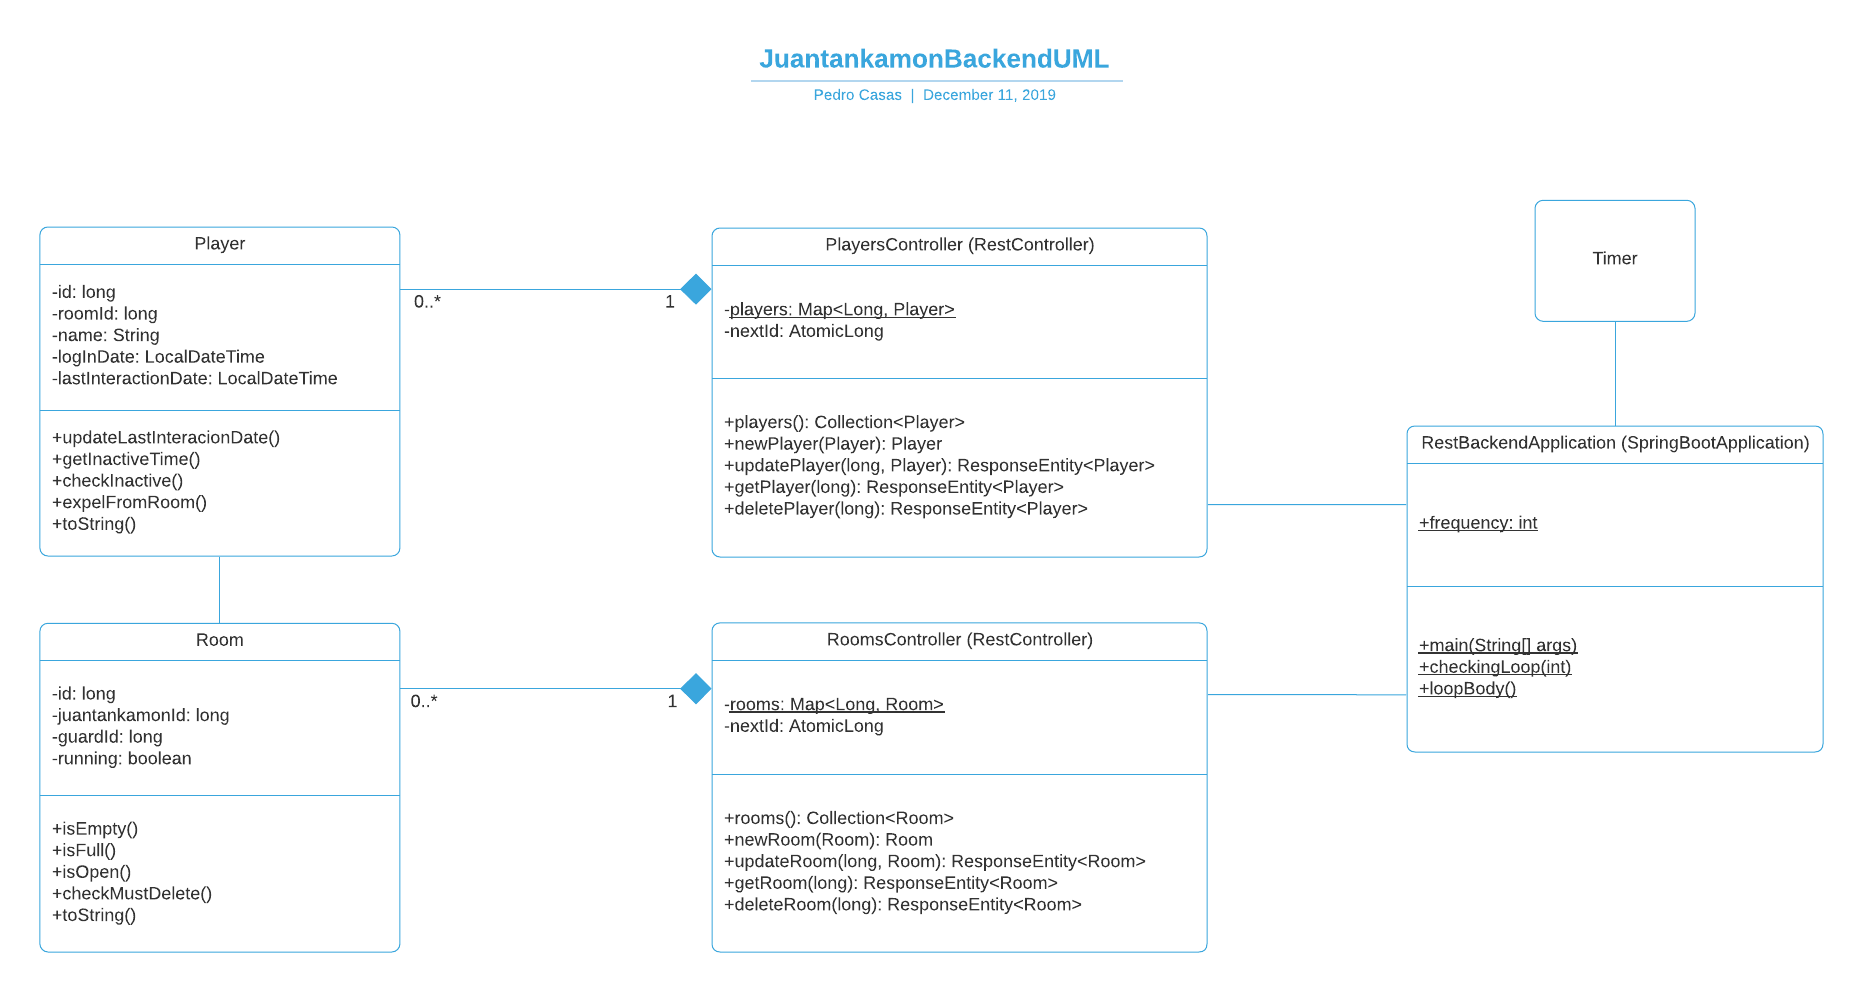 JuantankamonBackendUML
Pedro Casas | December 11, 2019
Player
-id: long
-roomId: long
-name: String
-logInDate: LocalDateTime
-lastInteractionDate: LocalDateTime
+updateLastInteracionDate()
+getInactiveTime()
+checkInactive()
+expelFromRoom()
+toString()
0..*
1
PlayersController (RestController)
-players: Map<Long, Player>
-nextId: AtomicLong
+players(): Collection<Player>
+newPlayer(Player): Player
+updatePlayer(long, Player): ResponseEntity<Player>
+getPlayer(long): ResponseEntity<Player>
+deletePlayer(long): ResponseEntity<Player>
Timer
RestBackendApplication (SpringBootApplication)
+frequency: int
+main(String[] args)
+checkingLoop(int)
+loopBody()
Room
-id: long
-juantankamonId: long
-guardId: long
-running: boolean
+isEmpty()
+isFull()
+isOpen()
+checkMustDelete()
+toString()
0..*
1
RoomsController (RestController)
-rooms: Map<Long, Room>
-nextId: AtomicLong
+rooms(): Collection<Room>
+newRoom(Room): Room
+updateRoom(long, Room): ResponseEntity<Room>
+getRoom(long): ResponseEntity<Room>
+deleteRoom(long): ResponseEntity<Room>